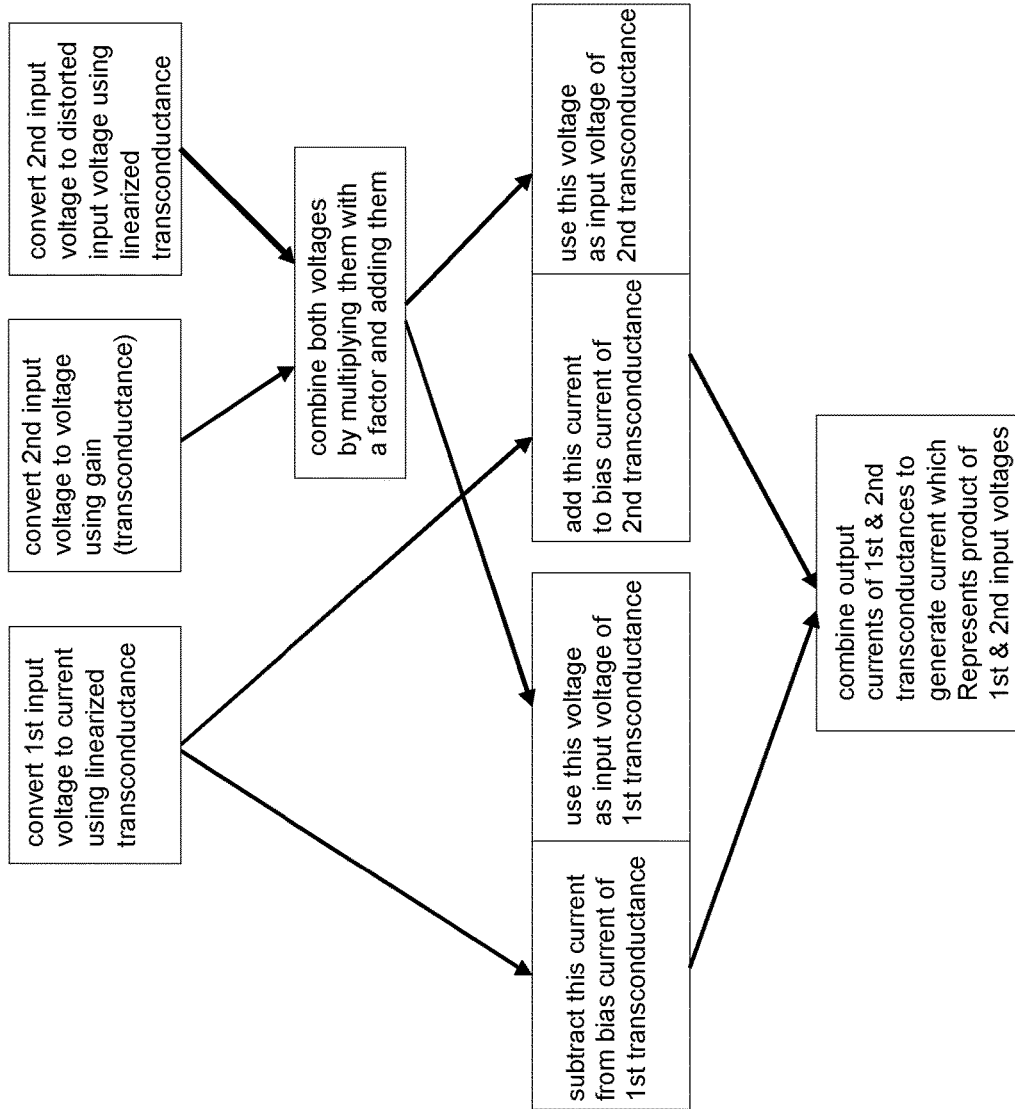 convert 1st input
voltage to current
using linearized
transconductance
convert 2nd input
voltage to voltage
using gain
(transconductance)
convert 2nd input
voltage to distorted
input voltage using
linearized
transconductance
combine both voltages
by multiplying them with
a factor and adding them
subtract this current
from bias current of
1st transconductance
use this voltage
as input voltage of
1st transconductance
add this current
to bias current of
2nd transconductance
use this voltage
as input voltage of
2nd transconductance
combine output
currents of 1st & 2nd
transconductances to
generate current which
Represents product of
1st & 2nd input voltages